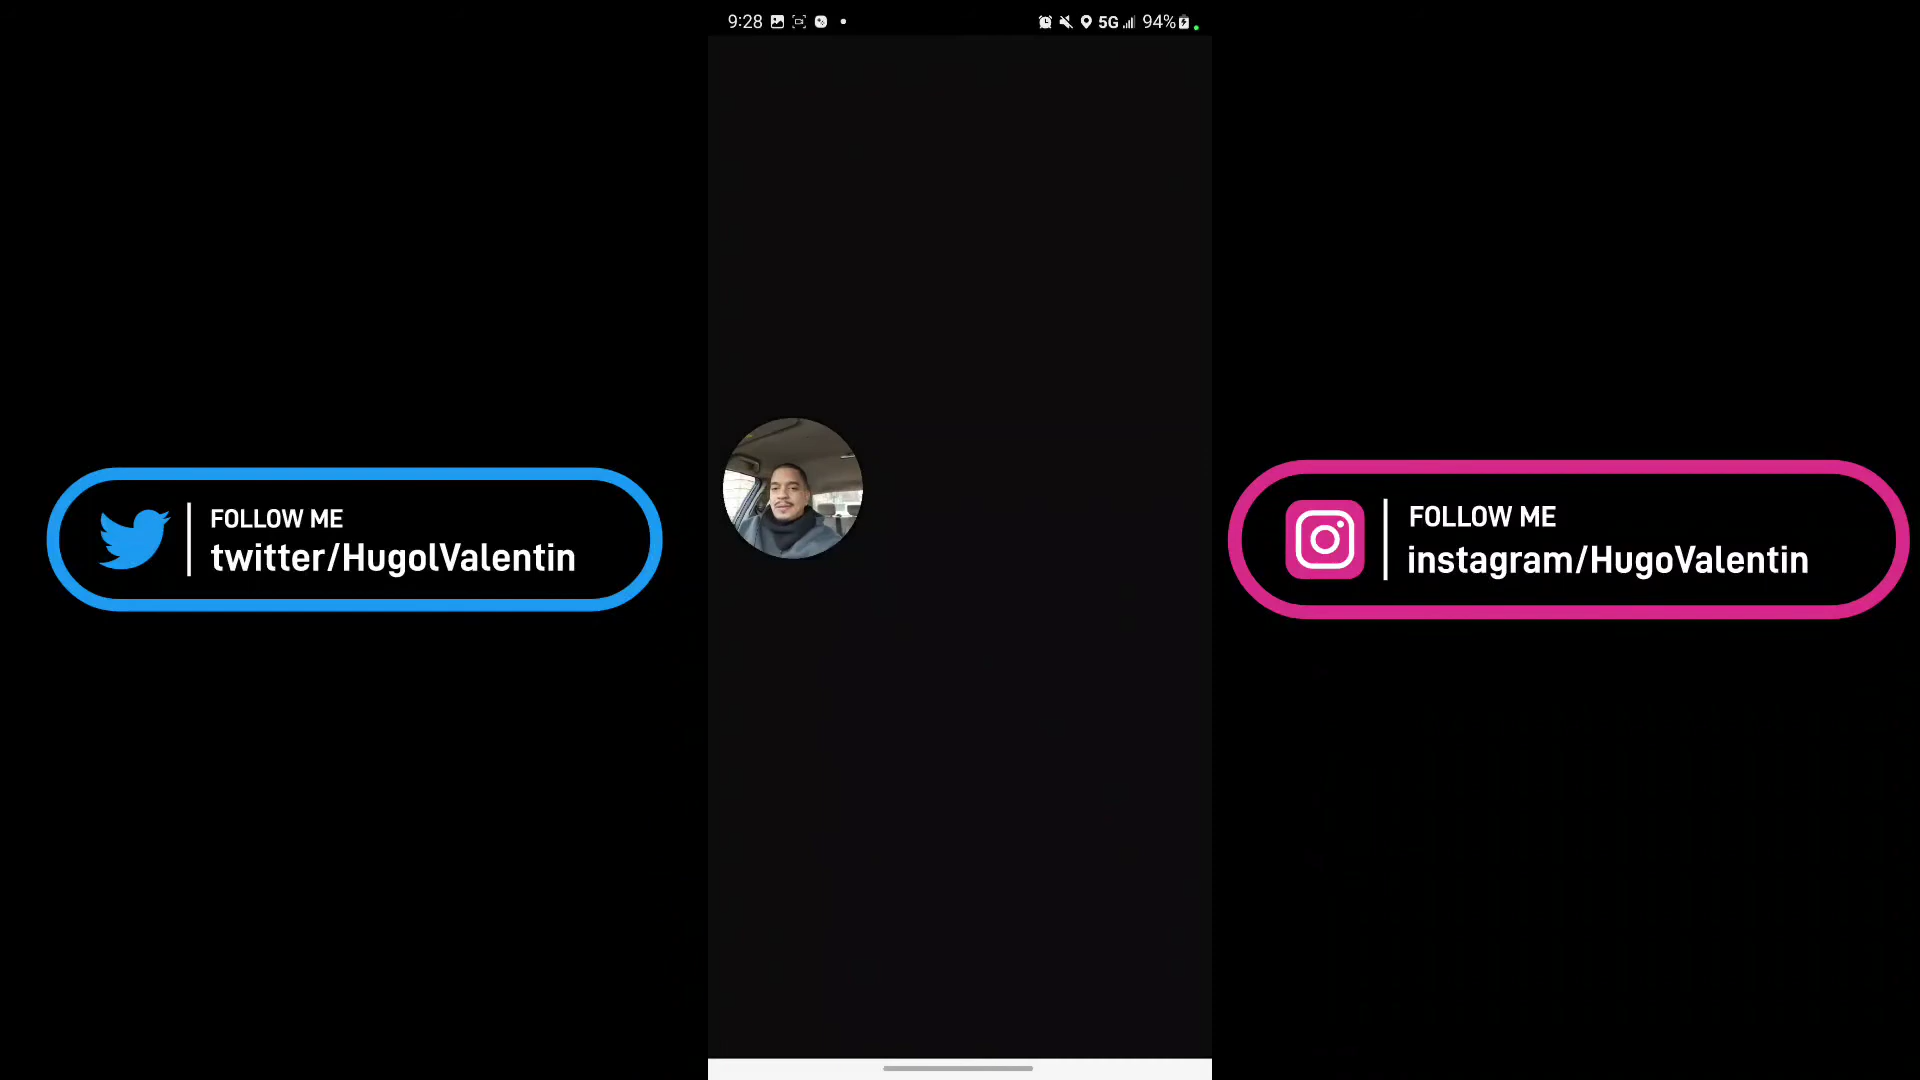 9:28
5G
94%
FOLLOW ME
twitter/HugolValentin
FOLLOW ME
instagram/HugoValentin